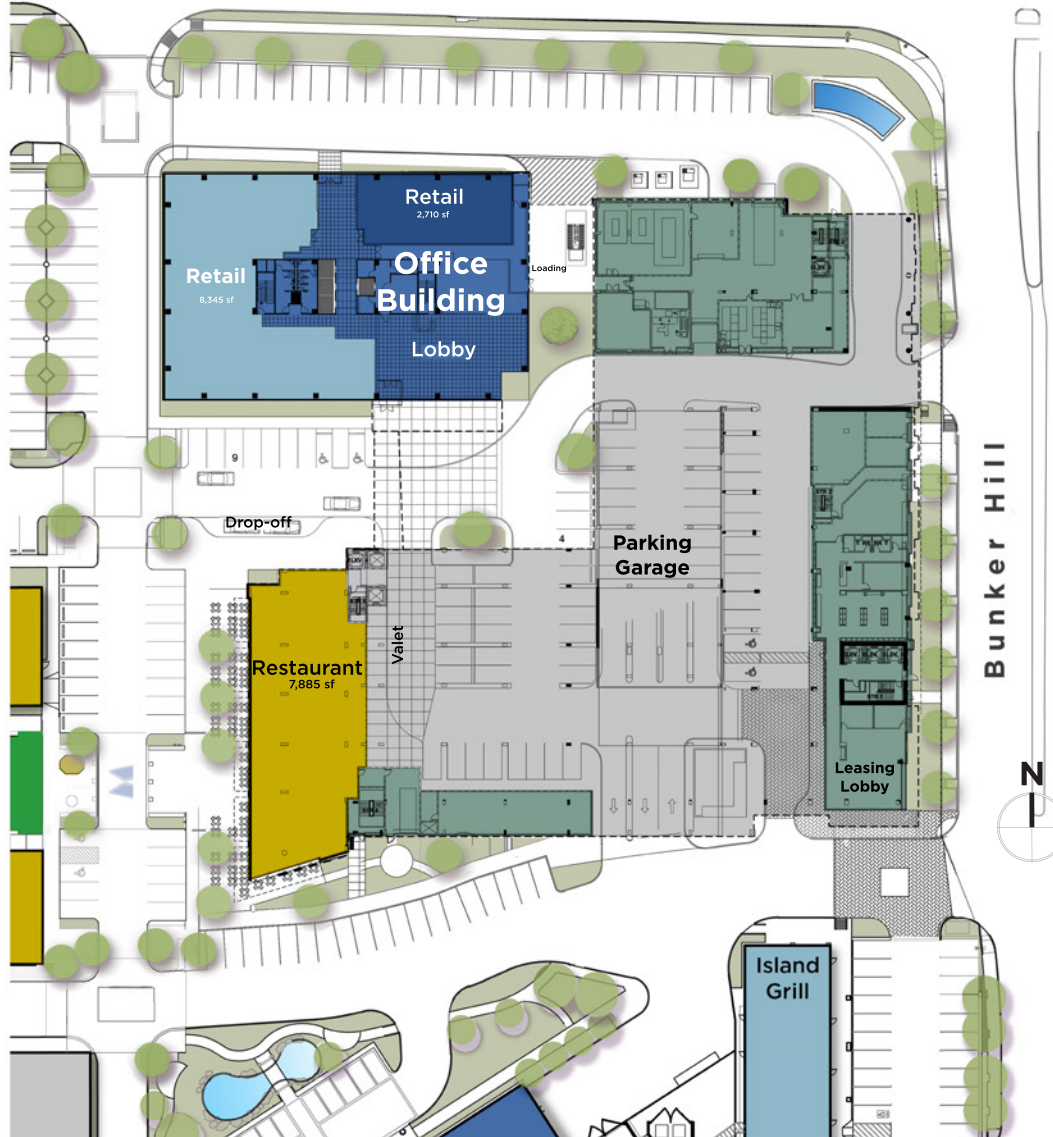 Retail
2,710 sf
Office
Building
Retail
8,345 sf
Loading
Lobby
9
Drop-off
4
Parking
Garage
Bunker Hill
Valet
Restaurant
7,885 sf
Leasing
Lobby
N
Island
Grill